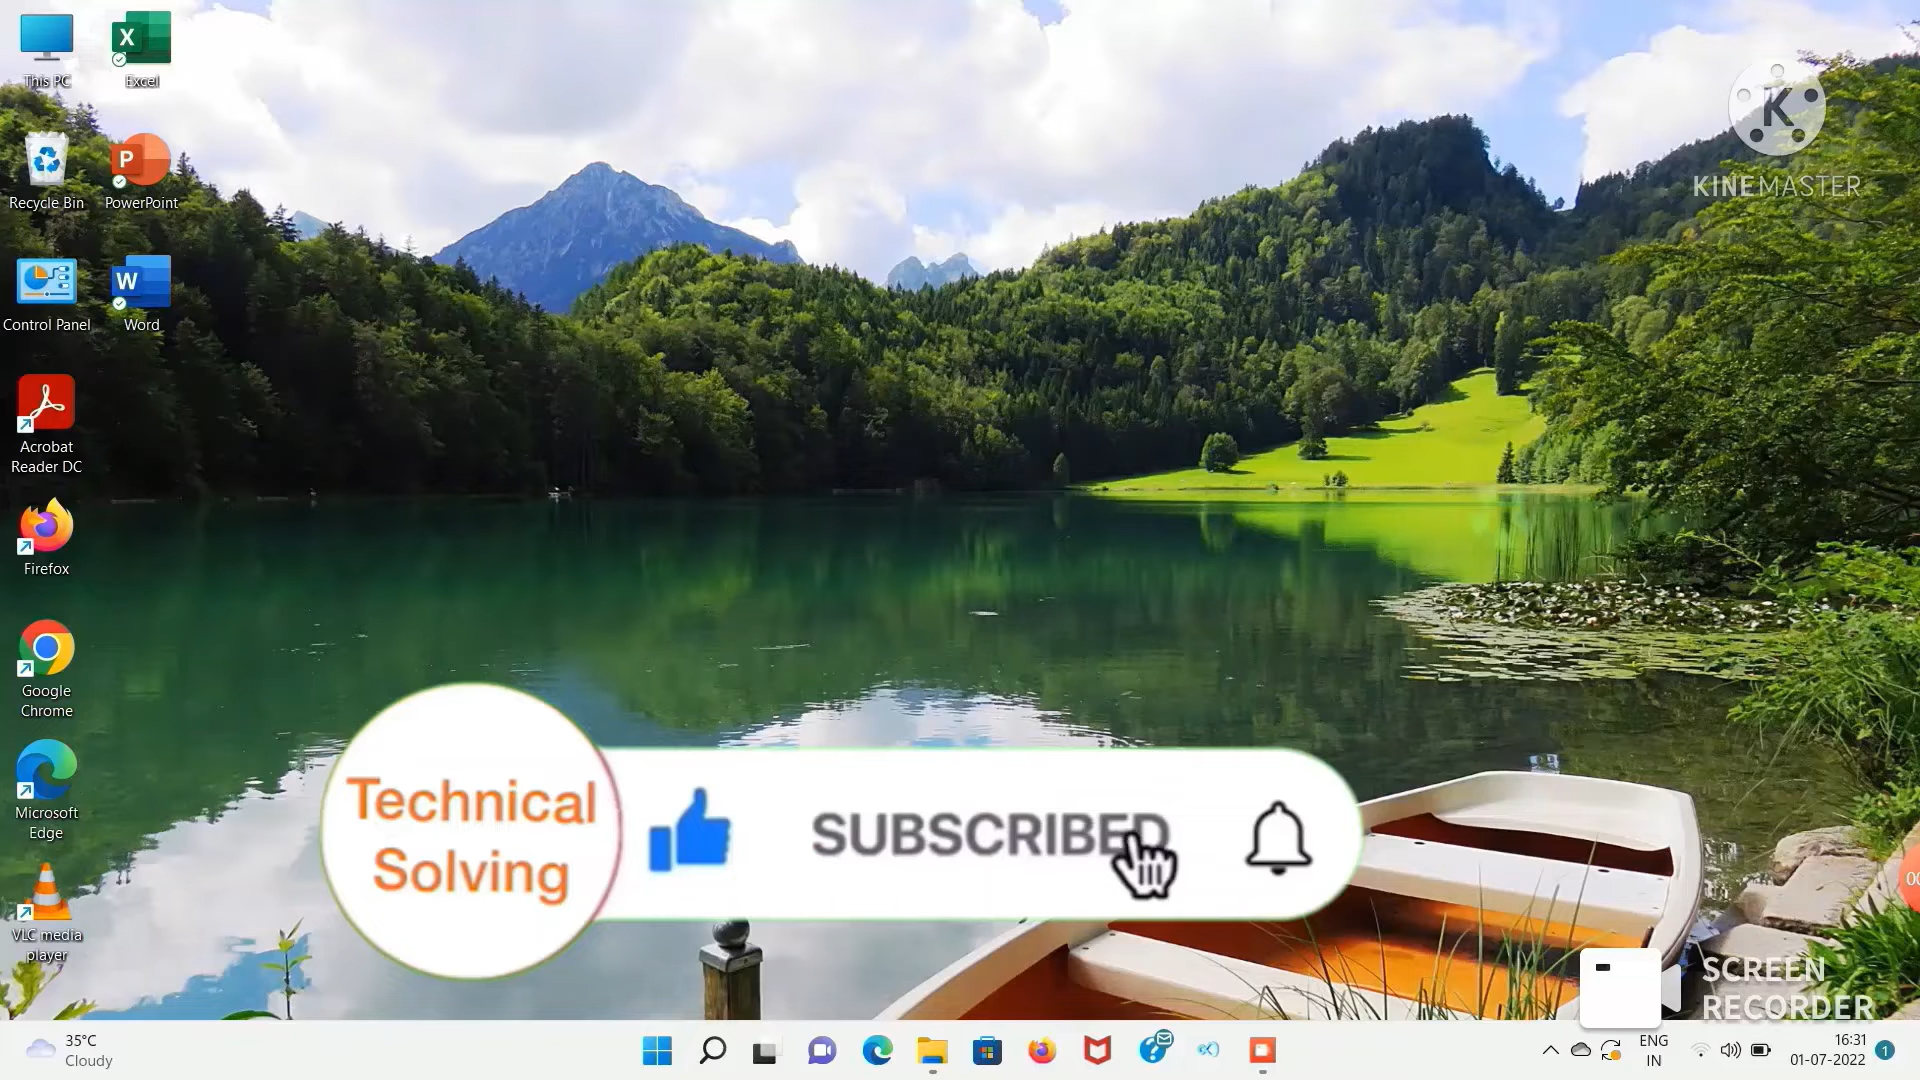 This PC
Excel
Recycle Bin
PowerPoint
Control Panel
Word
Acrobat
Reader DC
Firefox
Google
Chrome
Microsoft
Edge
VLC media
player
K
KINEMASTER
Technical
Solving
SUBSCRIBED
SCREEN
RECORDER
35°C
Cloudy
ENG
IN
16:31
01-07-2022
1